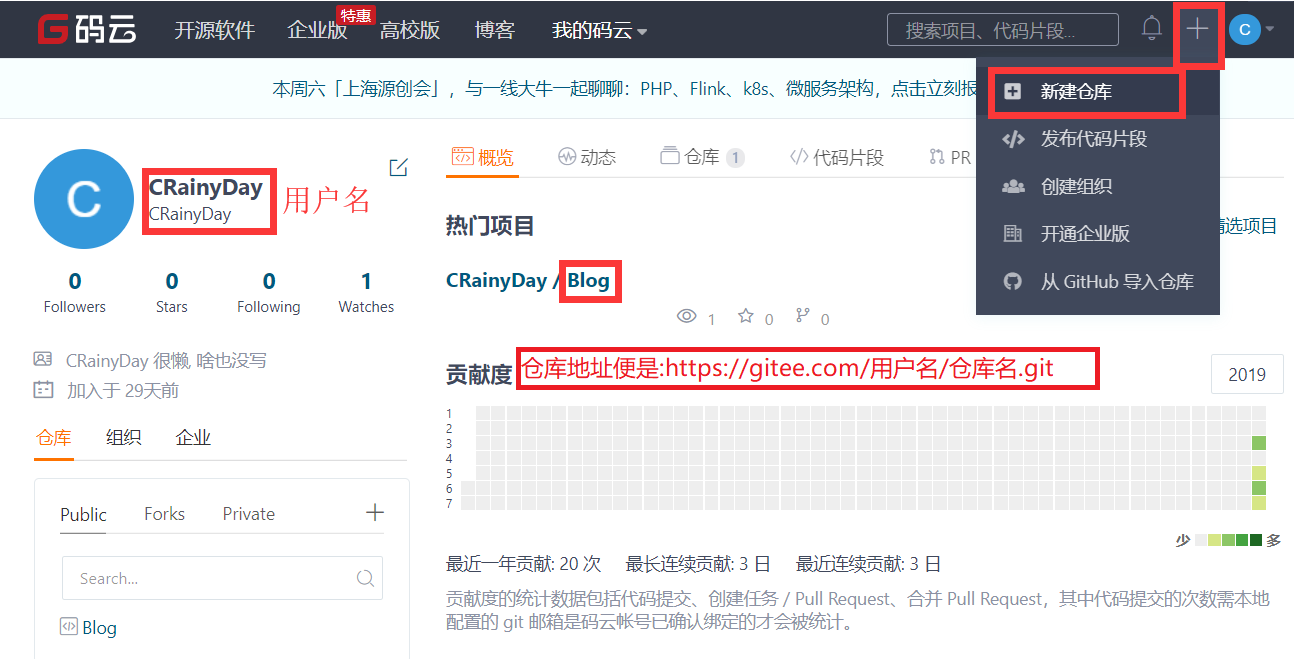 码云 开源软件 企业版 特惠 高校版 博客 我的码云 搜索项目、代码片段... C
本周六「上海源创会」，与一线大牛一起聊聊：PHP、Flink、k8s、微服务架构，点击立刻报
新建仓库
发布代码片段
创建组织
开通企业版
从 GitHub 导入仓库
C
CRainyDay
CRainyDay
用户名
0 0 0 1
Followers Stars Following Watches
CRainyDay 很懒, 啥也没写
加入于 29天前
仓库 组织 企业
Public Forks Private
Search...
Blog
概览 动态 仓库 1 代码片段 PR
热门项目 精选项目
CRainyDay / Blog
1 0 0
贡献度 仓库地址便是:https://gitee.com/用户名/仓库名.git 2019
1
2
3
4
5
6
7
少 多
最近一年贡献: 20 次 最长连续贡献: 3 日 最近连续贡献: 3 日
贡献度的统计数据包括代码提交、创建任务 / Pull Request、合并 Pull Request，其中代码提交的次数需本地
配置的 git 邮箱是码云帐号已确认绑定的才会被统计。